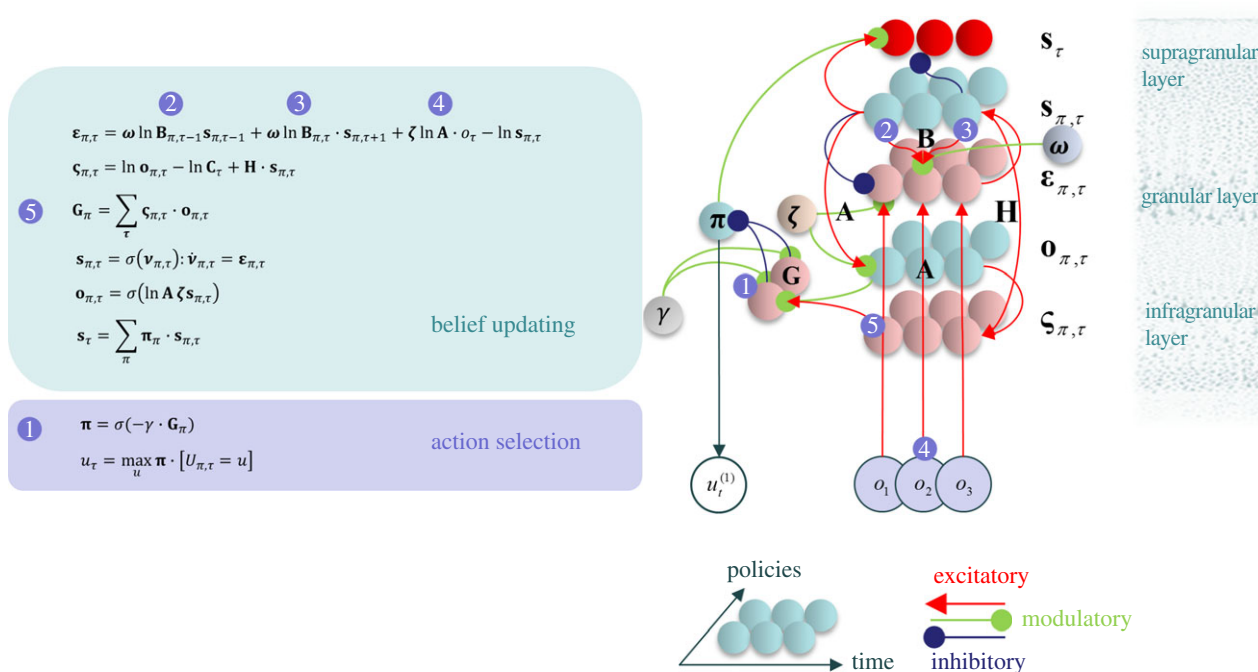 2 3 4
ε_{π,τ} = ω ln B_{π,τ−1} s_{π,τ−1} + ω ln B_{π,τ} · s_{π,τ+1} + ζ ln A · o_τ − ln s_{π,τ}
ς_{π,τ} = ln o_{π,τ} − ln C_τ + H · s_{π,τ}
5 G_π = ∑_τ ς_{π,τ} · o_{π,τ}
s_{π,τ} = σ(v_{π,τ}): v̇_{π,τ} = ε_{π,τ}
o_{π,τ} = σ(ln A ζ s_{π,τ})
s_τ = ∑_π π_π · s_{π,τ}
belief updating
1 π = σ(−γ · G_π)
u_τ = max_u π · [U_{π,τ} = u]
action selection
s_τ
s_{π,τ}
2 B 3
ω
ε_{π,τ}
π ζ A H
o_{π,τ}
1 G A
γ
5
ς_{π,τ}
4
u_t^{(1)} o_1 o_2 o_3
supragranular
layer
granular layer
infragranular
layer
policies
time
excitatory
modulatory
inhibitory